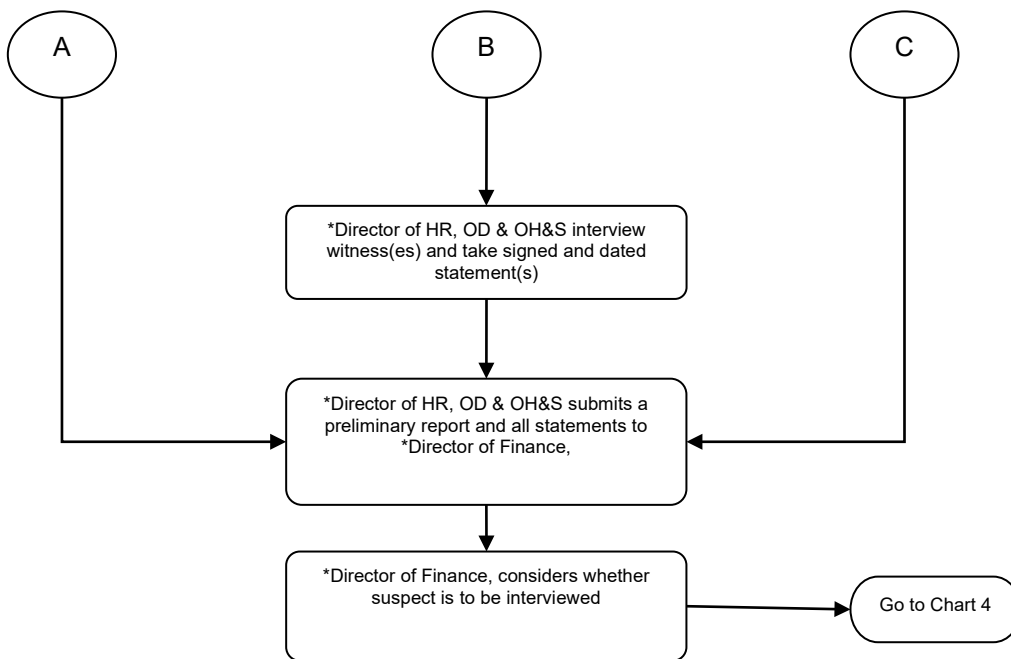 A
B
C
*Director of HR, OD & OH&S interview
witness(es) and take signed and dated
statement(s)
*Director of HR, OD & OH&S submits a
preliminary report and all statements to
*Director of Finance,
*Director of Finance, considers whether
suspect is to be interviewed
Go to Chart 4